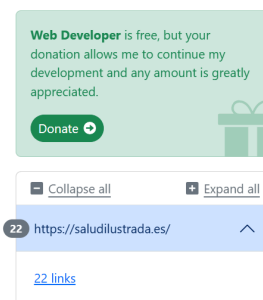 Web Developer is free, but your
donation allows me to continue my
development and any amount is greatly
appreciated.
Donate
Collapse all
Expand all
22 https://saludilustrada.es/
22 links